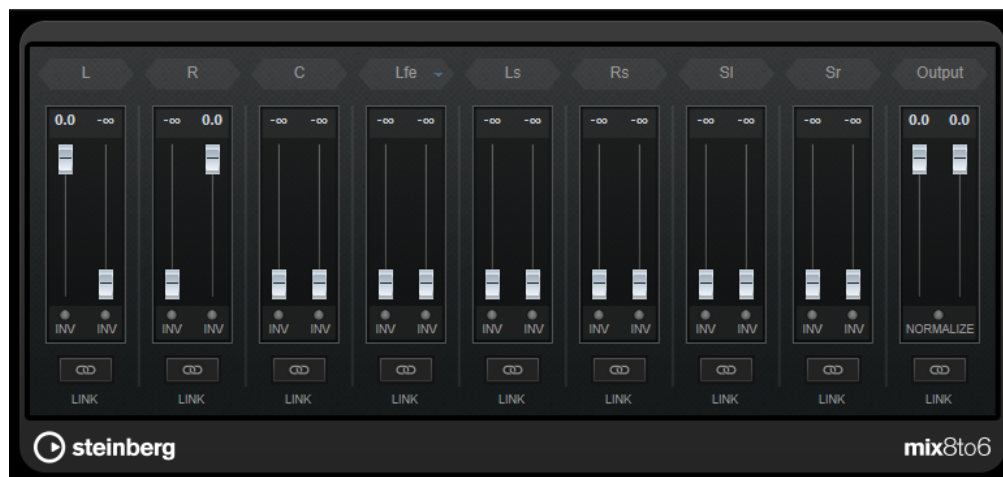 L R C Lfe Ls Rs Sl Sr Output
0.0 -∞ -∞ 0.0 -∞ -∞ -∞ -∞ -∞ -∞ -∞ -∞ -∞ -∞ -∞ -∞ 0.0 0.0
INV INV INV INV INV INV INV INV INV INV INV INV INV INV INV INV NORMALIZE
LINK LINK LINK LINK LINK LINK LINK LINK LINK
steinberg mix8to6